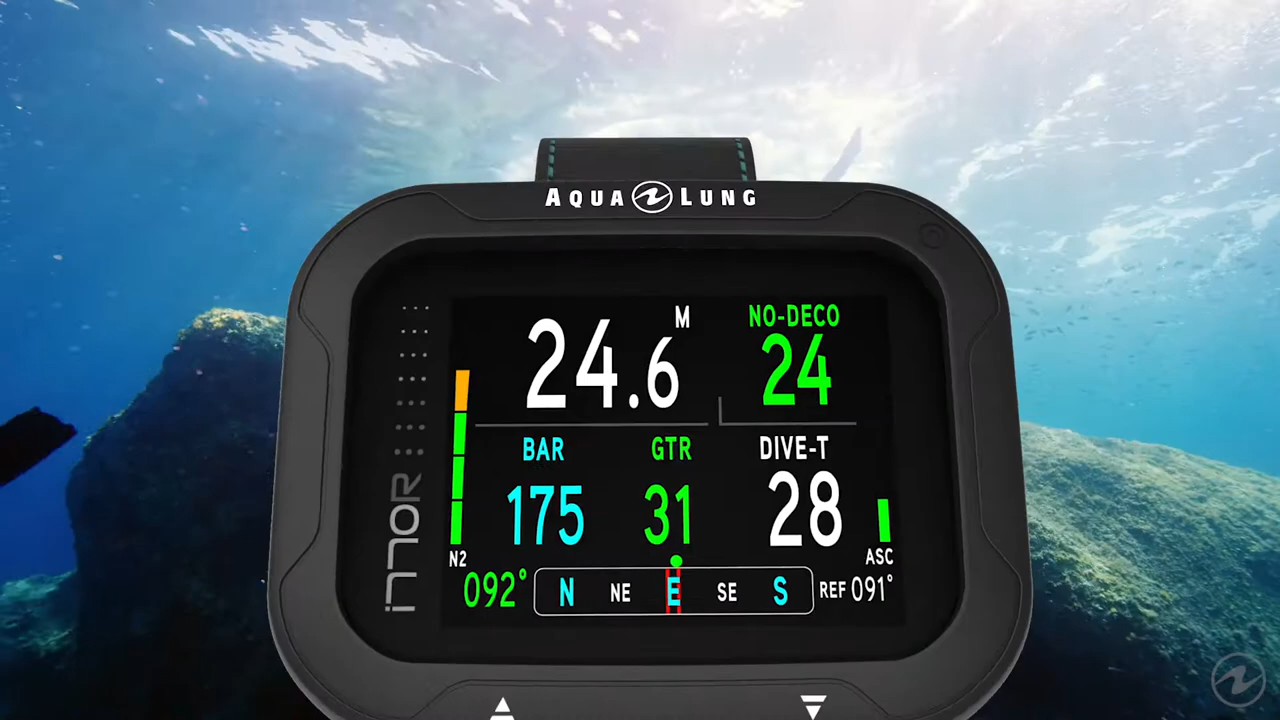 AQUA LUNG
M
NO-DECO
24.6
24
BAR
GTR
DIVE-T
175
31
28
N2
ASC
092°
N NE E SE S
REF 091°
i770R